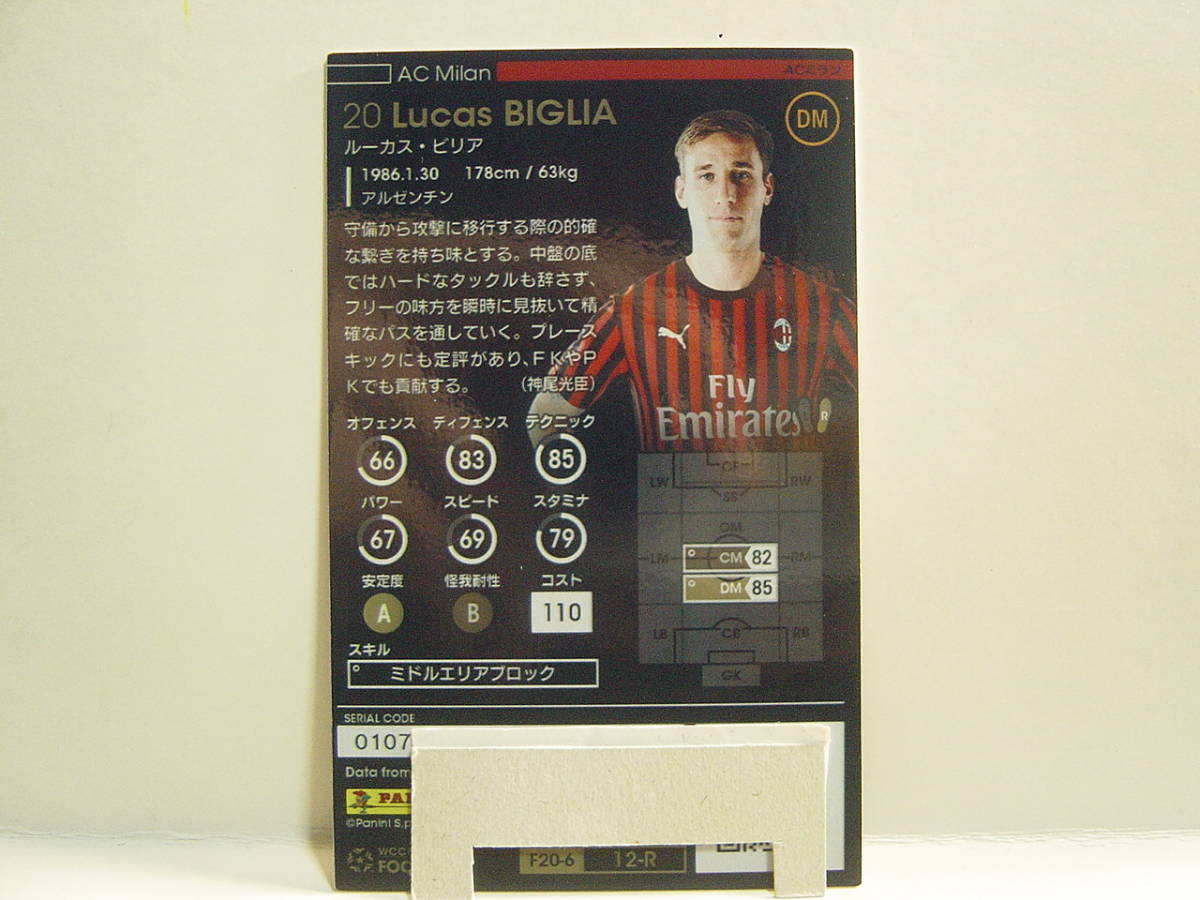 AC Milan
ACミラン
20 Lucas BIGLIA
DM
ルーカス・ビリア
1986.1.30 178cm / 63kg
アルゼンチン
守備から攻撃に移行する際の的確
な繋ぎを持ち味とする。中盤の底
ではハードなタックルも辞さず、
フリーの味方を瞬時に見抜いて精
確なパスを通していく。プレース
キックにも定評があり、FKやP
Kでも貢献する。 (神尾光臣)
Fly
Emirates
R
オフェンス ディフェンス テクニック
66 83 85
パワー スピード スタミナ
67 69 79
安定度 怪我耐性 コスト
A B 110
スキル
ミドルエリアブロック
CF
LW RW
SS
OM
LM CM 82 RM
DM 85
LB CB RB
GK
SERIAL CODE
0107
Data from
PA
©Panini S.p
WCC
FOO
F20-6 12-R